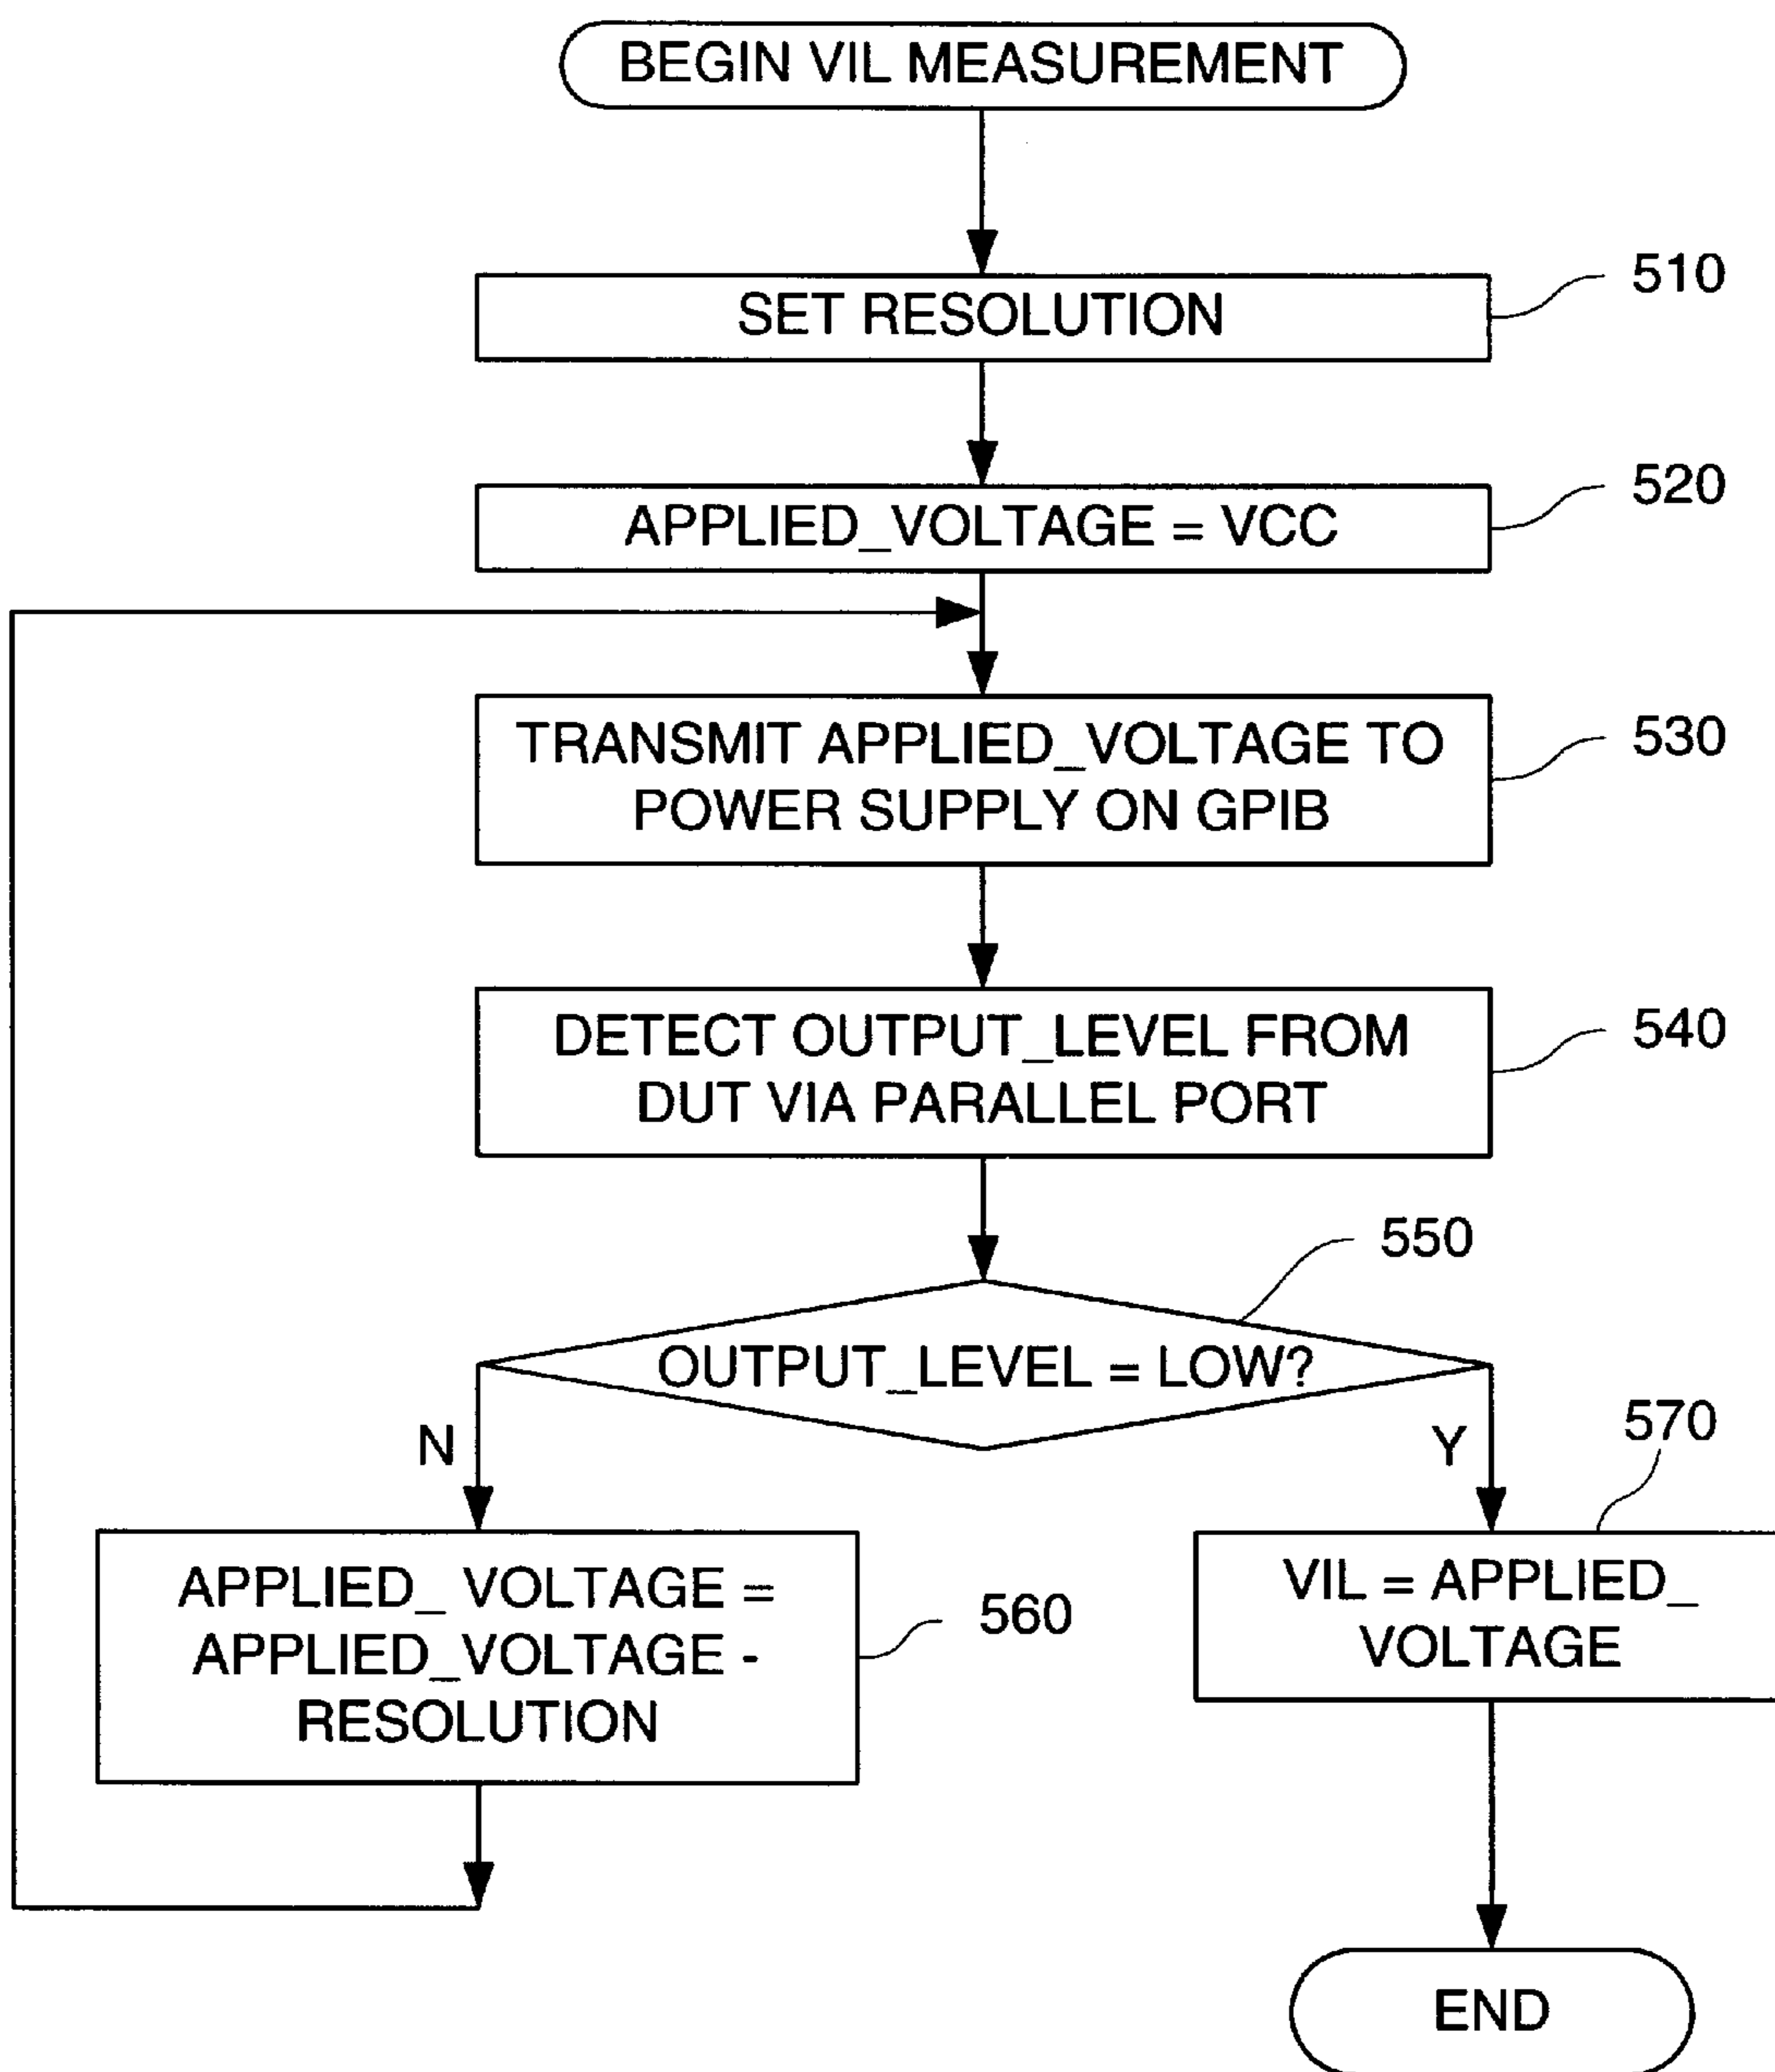 BEGIN VIL MEASUREMENT
510
SET RESOLUTION
520
APPLIED_VOLTAGE = VCC
530
TRANSMIT APPLIED_VOLTAGE TO
POWER SUPPLY ON GPIB
540
DETECT OUTPUT_LEVEL FROM
DUT VIA PARALLEL PORT
550
OUTPUT_LEVEL = LOW?
N
Y
570
APPLIED_ VOLTAGE =
APPLIED_VOLTAGE -
RESOLUTION
560
VIL = APPLIED_
VOLTAGE
END